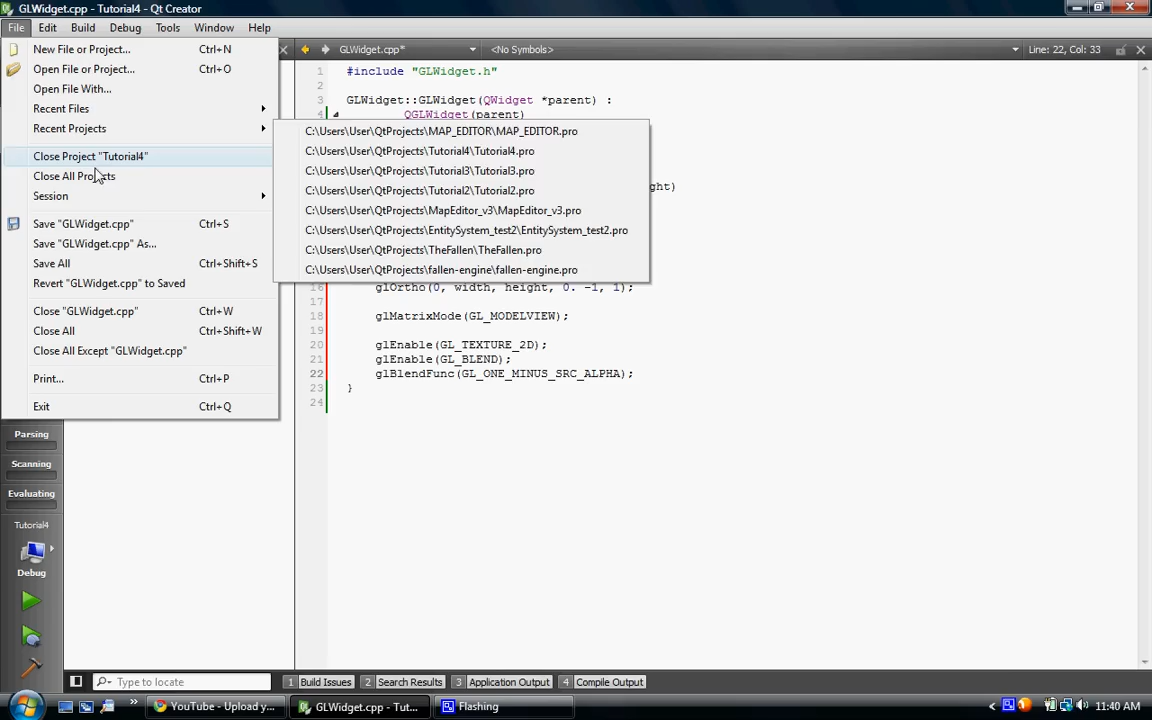 GLWidget.cpp - Tutorial4 - Qt Creator
File Edit Build Debug Tools Window Help
New File or Project... Ctrl+N
Open File or Project... Ctrl+O
Open File With...
Recent Files
Recent Projects
Close Project "Tutorial4"
Close All Projects
Session
Save "GLWidget.cpp" Ctrl+S
Save "GLWidget.cpp" As...
Save All Ctrl+Shift+S
Revert "GLWidget.cpp" to Saved
Close "GLWidget.cpp" Ctrl+W
Close All Ctrl+Shift+W
Close All Except "GLWidget.cpp"
Print... Ctrl+P
Exit Ctrl+Q
C:\Users\User\QtProjects\MAP_EDITOR\MAP_EDITOR.pro
C:\Users\User\QtProjects\Tutorial4\Tutorial4.pro
C:\Users\User\QtProjects\Tutorial3\Tutorial3.pro
C:\Users\User\QtProjects\Tutorial2\Tutorial2.pro
C:\Users\User\QtProjects\MapEditor_v3\MapEditor_v3.pro
C:\Users\User\QtProjects\EntitySystem_test2\EntitySystem_test2.pro
C:\Users\User\QtProjects\TheFallen\TheFallen.pro
C:\Users\User\QtProjects\fallen-engine\fallen-engine.pro
GLWidget.cpp* <No Symbols> Line: 22, Col: 33
1 #include "GLWidget.h"
2
3 GLWidget::GLWidget(QWidget *parent) :
4 QGLWidget(parent)
ght)
16 glOrtho(0, width, height, 0. -1, 1);
17
18 glMatrixMode(GL_MODELVIEW);
19
20 glEnable(GL_TEXTURE_2D);
21 glEnable(GL_BLEND);
22 glBlendFunc(GL_ONE_MINUS_SRC_ALPHA);
23 }
24
Parsing
Scanning
Evaluating
Tutorial4
Debug
Type to locate 1 Build Issues 2 Search Results 3 Application Output 4 Compile Output
YouTube - Upload y... GLWidget.cpp - Tut... Flashing 11:40 AM